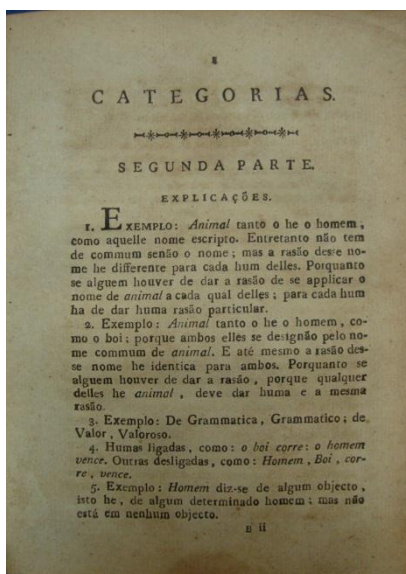 CATEGORIAS.
SEGUNDA PARTE.
EXPLICAÇÕES.
1. EXEMPLO: Animal tanto o he o homem,
como aquelle nome escripto. Entretanto não tem
de commum senão o nome; mas a rasão desse no-
me he differente para cada hum delles. Porquanto
se alguem houver de dar a rasão de se applicar o
nome de animal a cada qual delles; para cada hum
ha de dar huma rasão particular.
2. Exemplo: Animal tanto o he o homem, co-
mo o boi; porque ambos elles se designão pelo no-
me commum de animal. E até mesmo a rasão des-
se nome he identica para ambos. Porquanto se
alguem houver de dar a rasão, porque qualquer
delles he animal, deve dar huma e a mesma
rasão.
3. Exemplo: De Grammatica, Grammatico; de
Valor, Valoroso.
4. Humas ligadas, como: o boi corre: o homem
vence. Outras desligadas, como: Homem, Boi, cor-
re, vence.
5. Exemplo: Homem diz-se de algum objecto,
isto he, de algum determinado homem; mas não
está em nenhum objecto.
B ii